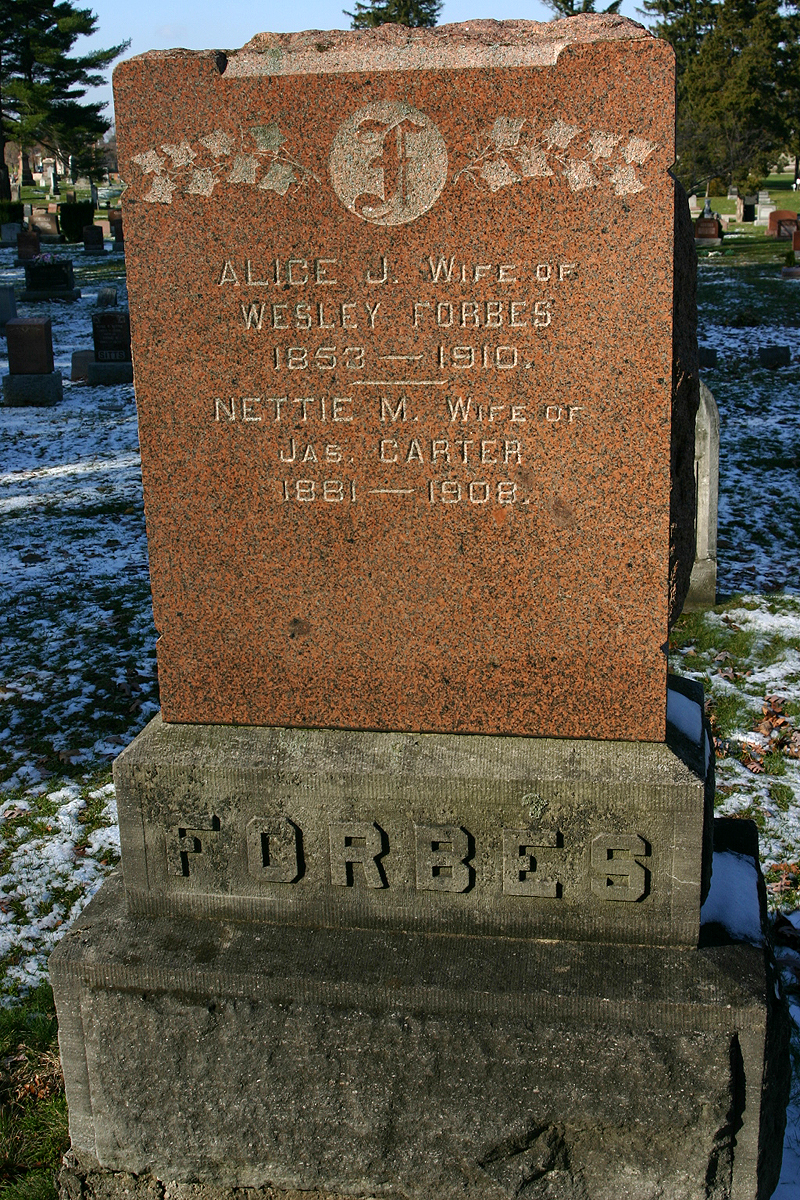 F
ALICE J. WIFE OF
WESLEY FORBES
1853 — 1910.
NETTIE M. WIFE OF
JAS. CARTER
1881 — 1908.
FORBES